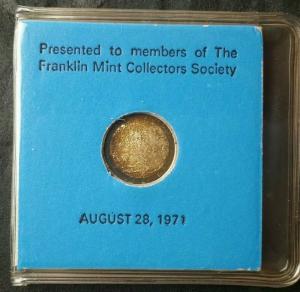 Presented to members of The
Franklin Mint Collectors Society
AUGUST 28, 1971